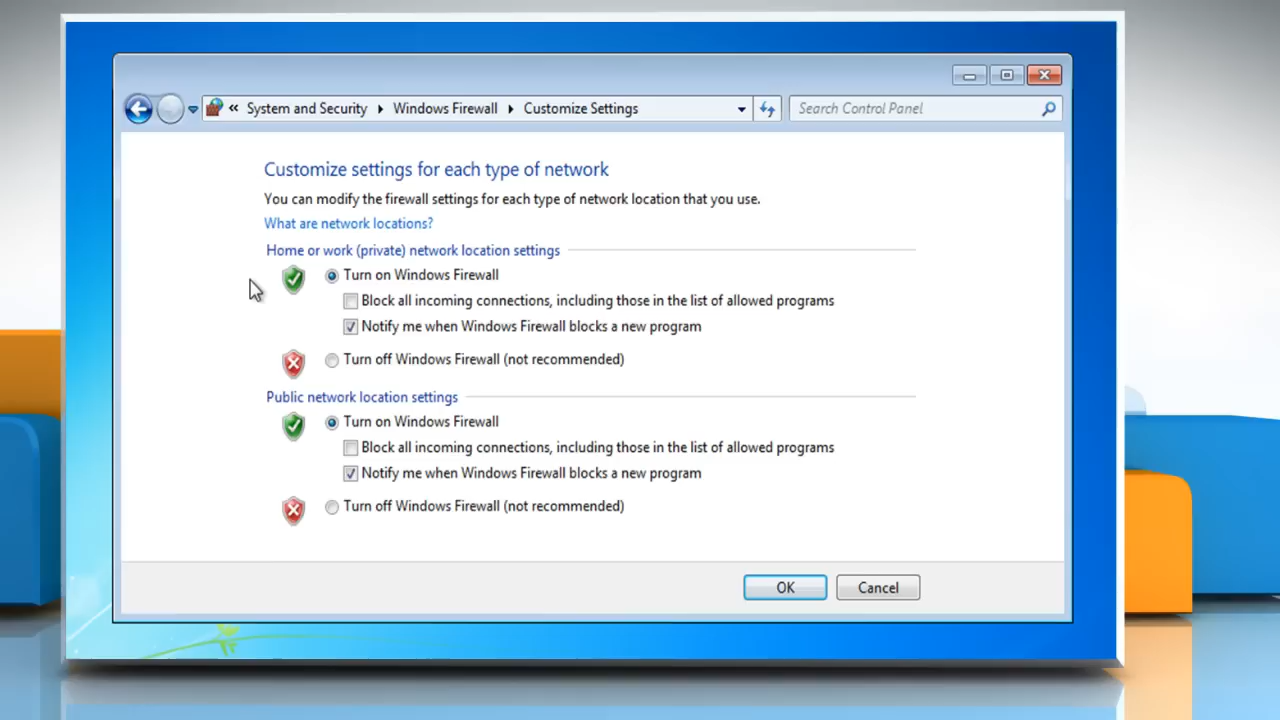 « System and Security Windows Firewall Customize Settings Search Control Panel
Customize settings for each type of network
You can modify the firewall settings for each type of network location that you use.
What are network locations?
Home or work (private) network location settings
Turn on Windows Firewall
Block all incoming connections, including those in the list of allowed programs
Notify me when Windows Firewall blocks a new program
Turn off Windows Firewall (not recommended)
Public network location settings
Turn on Windows Firewall
Block all incoming connections, including those in the list of allowed programs
Notify me when Windows Firewall blocks a new program
Turn off Windows Firewall (not recommended)
OK Cancel